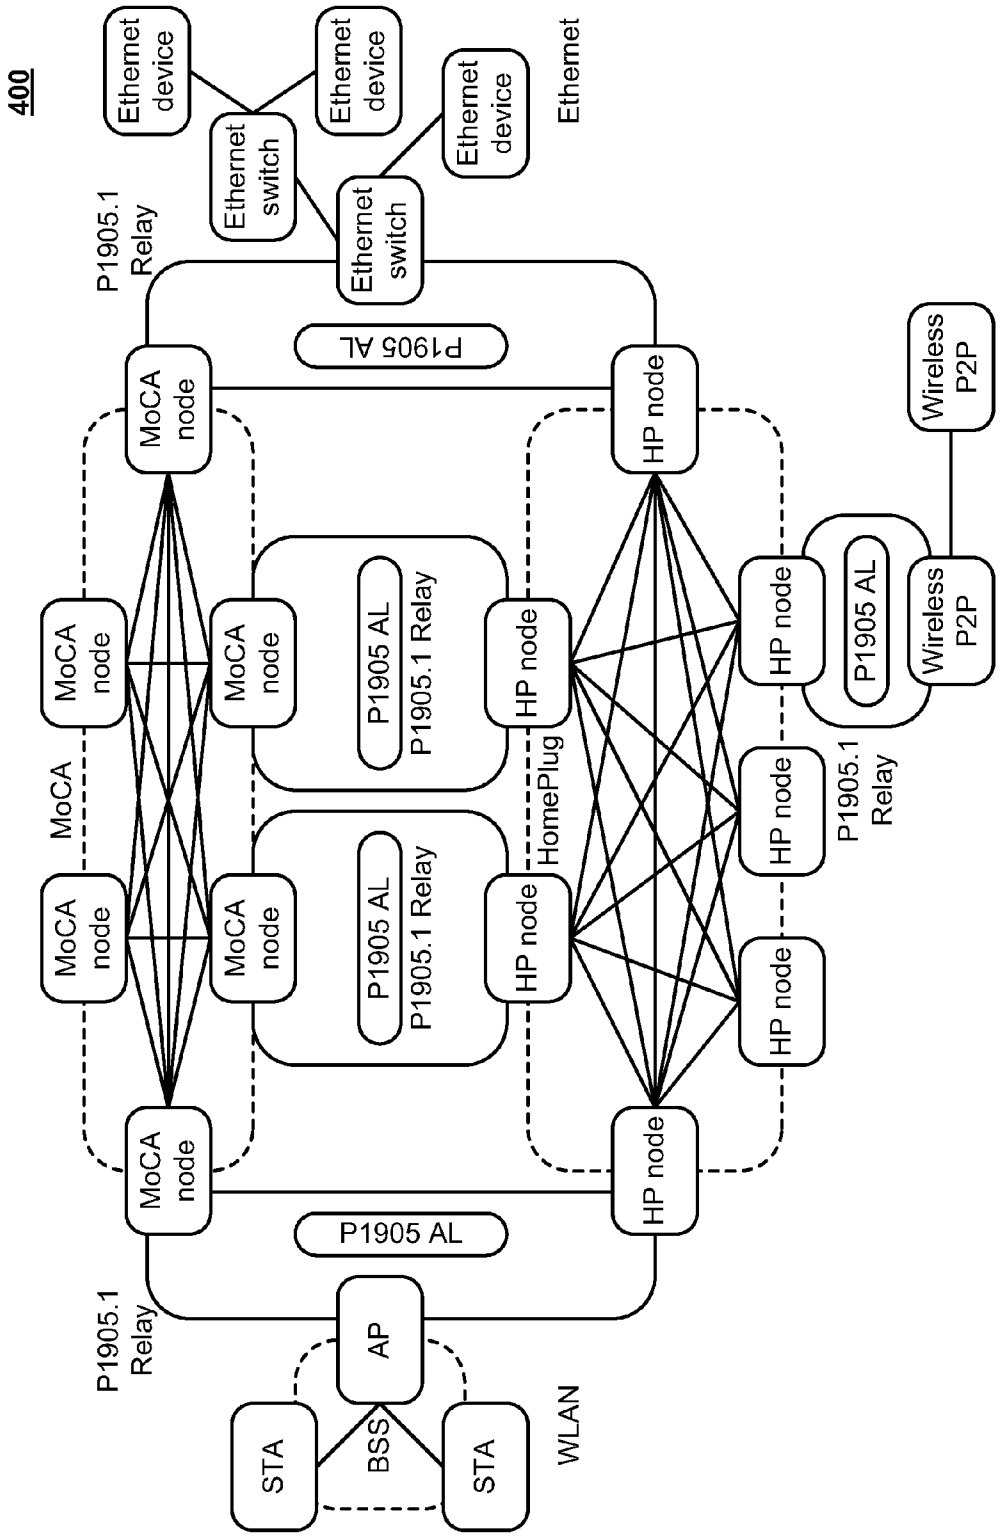 400
P1905.1
Relay
P1905.1
Relay
STA
BSS
STA
WLAN
AP
P1905 AL
MoCA
node
HP node
MoCA
MoCA
node
MoCA
node
MoCA
node
MoCA
node
P1905 AL
P1905.1 Relay
P1905 AL
P1905.1 Relay
HP node
HomePlug
HP node
HP node
HP node
HP node
P1905.1
Relay
P1905 AL
Wireless
P2P
Wireless
P2P
MoCA
node
HP node
P1905 AL
Ethernet
switch
Ethernet
switch
Ethernet
device
Ethernet
device
Ethernet
device
Ethernet